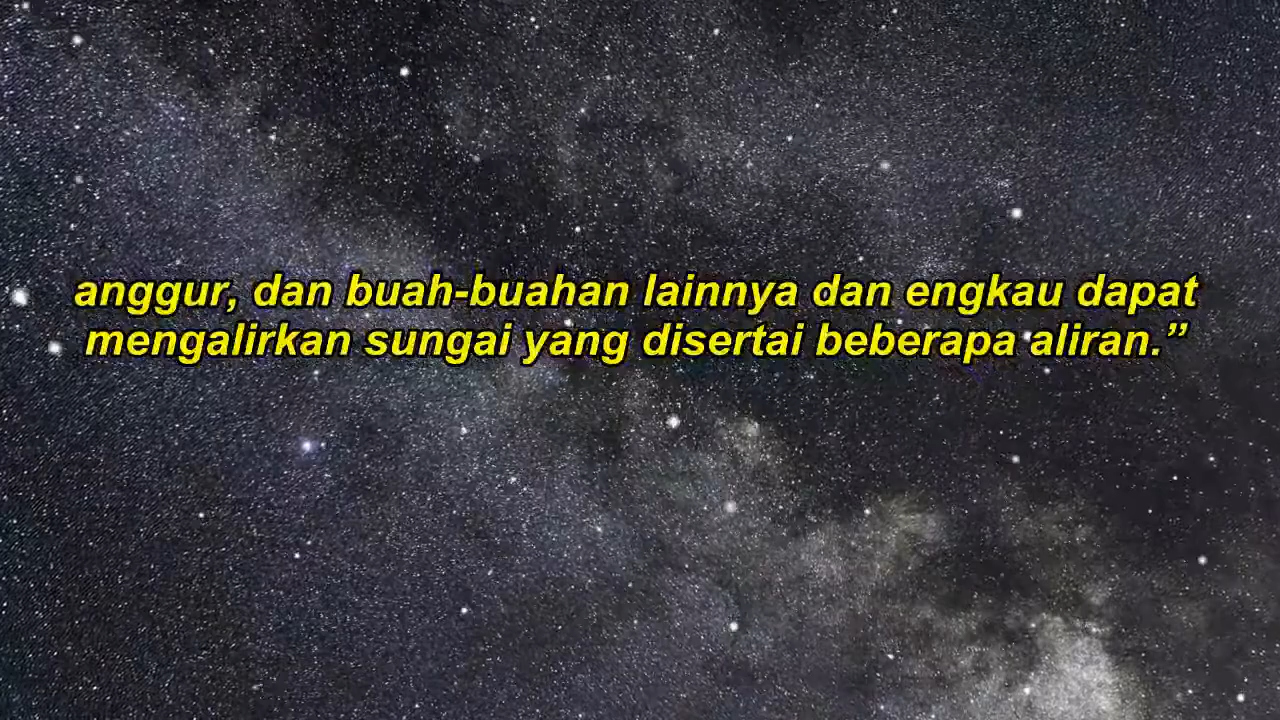 anggur, dan buah-buahan lainnya dan engkau dapat
mengalirkan sungai yang disertai beberapa aliran.”